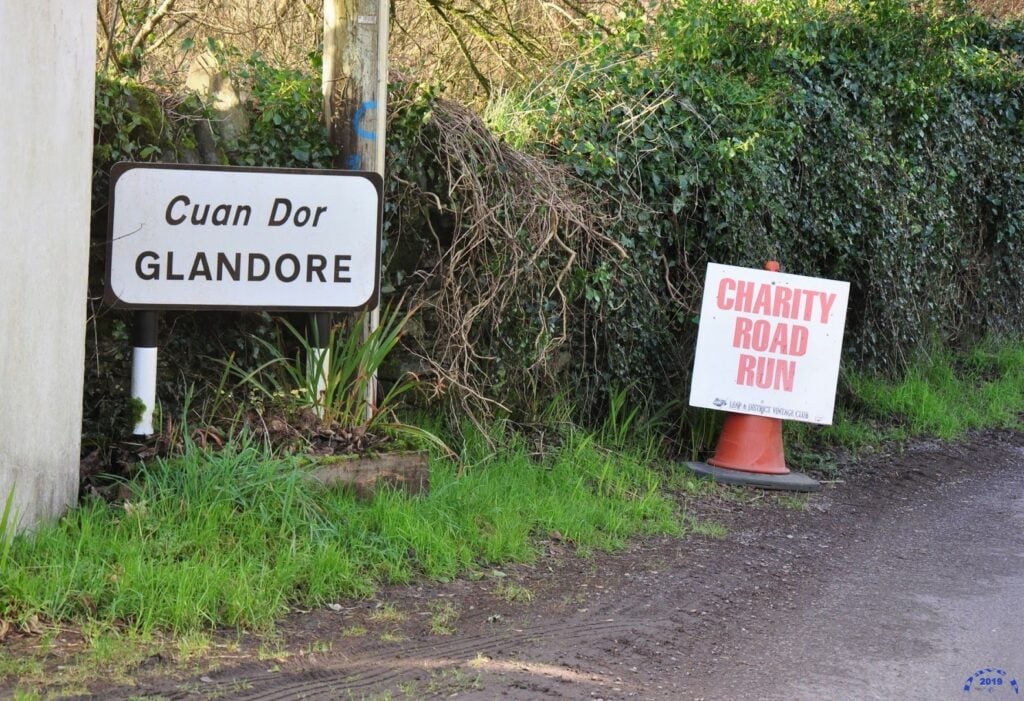 Cuan Dor
GLANDORE
CHARITY
ROAD
RUN
LEAP & DISTRICT VINTAGE CLUB
2019